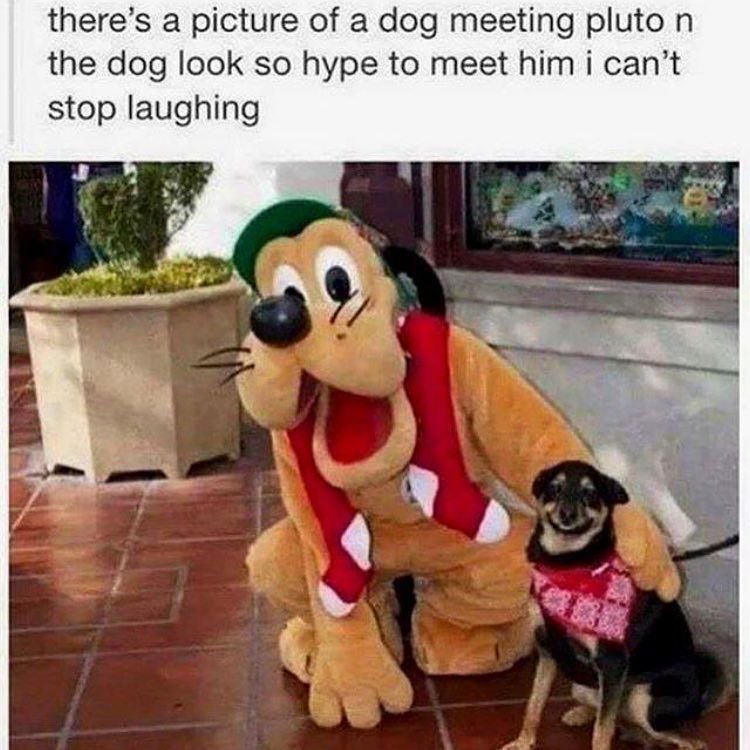 there's a picture of a dog meeting pluto n
the dog look so hype to meet him i can't
stop laughing